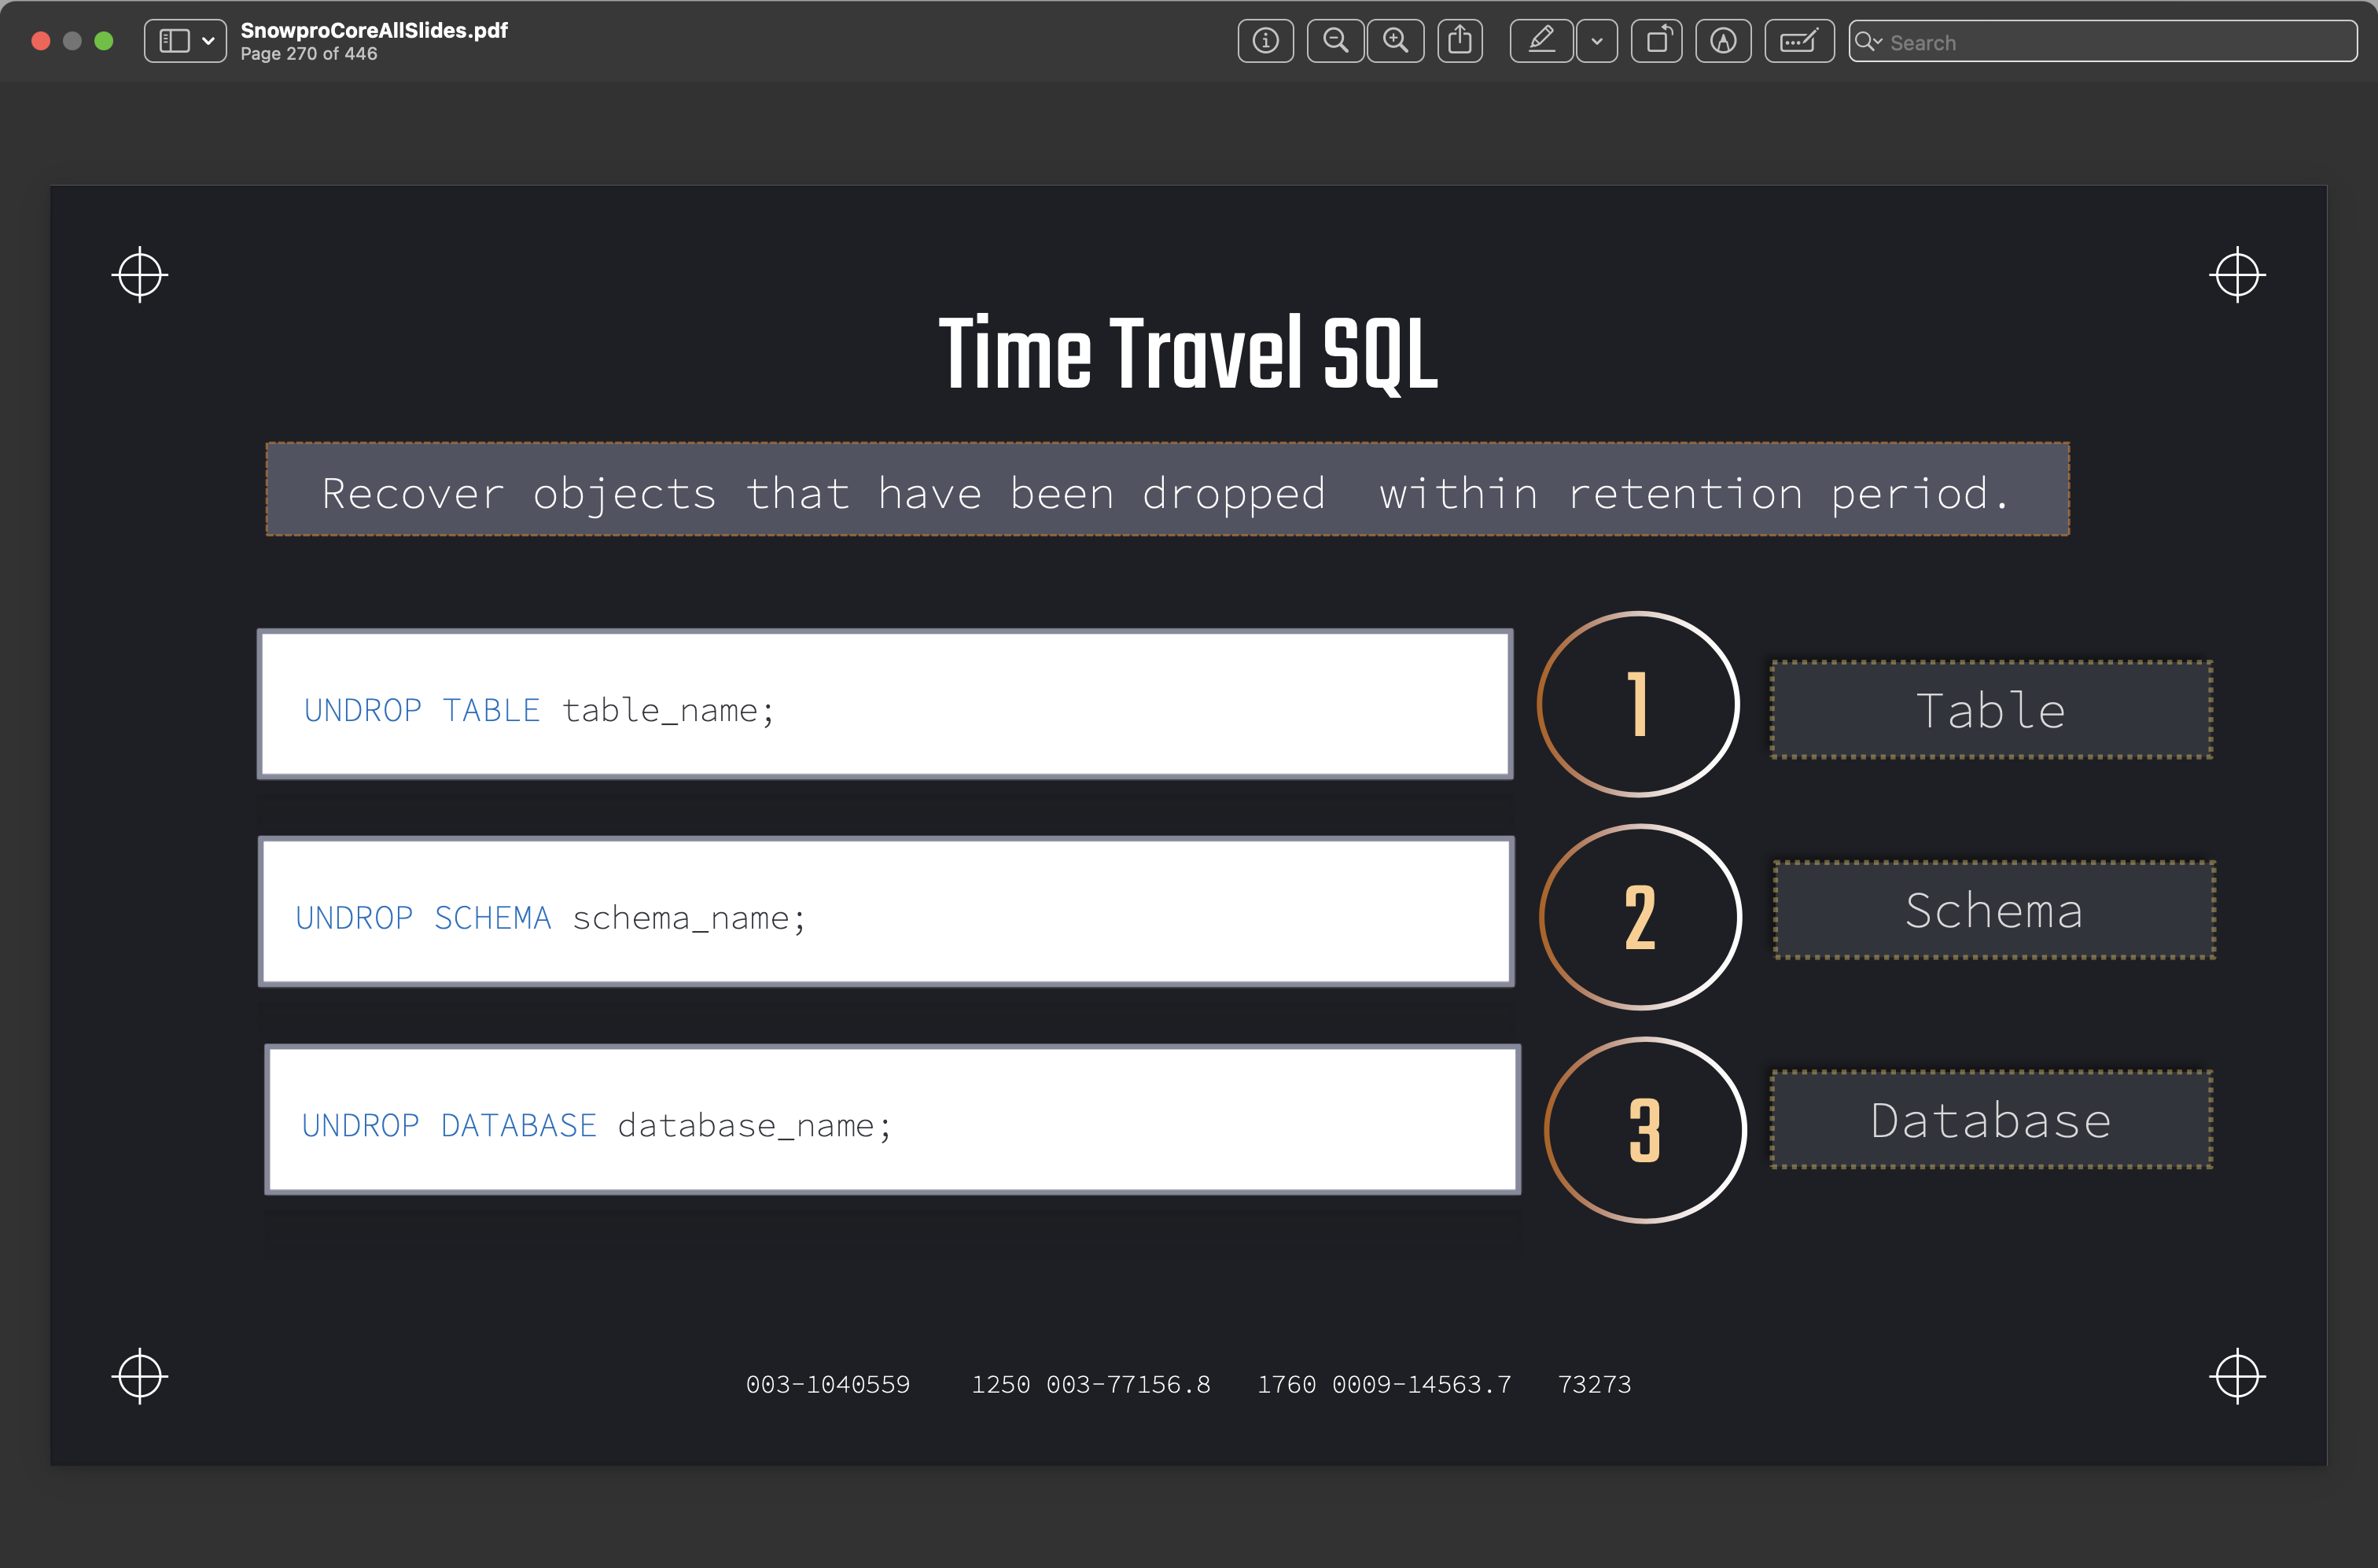 SnowproCoreAllSlides.pdf
Page 270 of 446
Search
Time Travel SQL
Recover objects that have been dropped  within retention period.
UNDROP TABLE table_name;
1
Table
UNDROP SCHEMA schema_name;
2
Schema
UNDROP DATABASE database_name;
3
Database
003-1040559    1250 003-77156.8   1760 0009-14563.7   73273